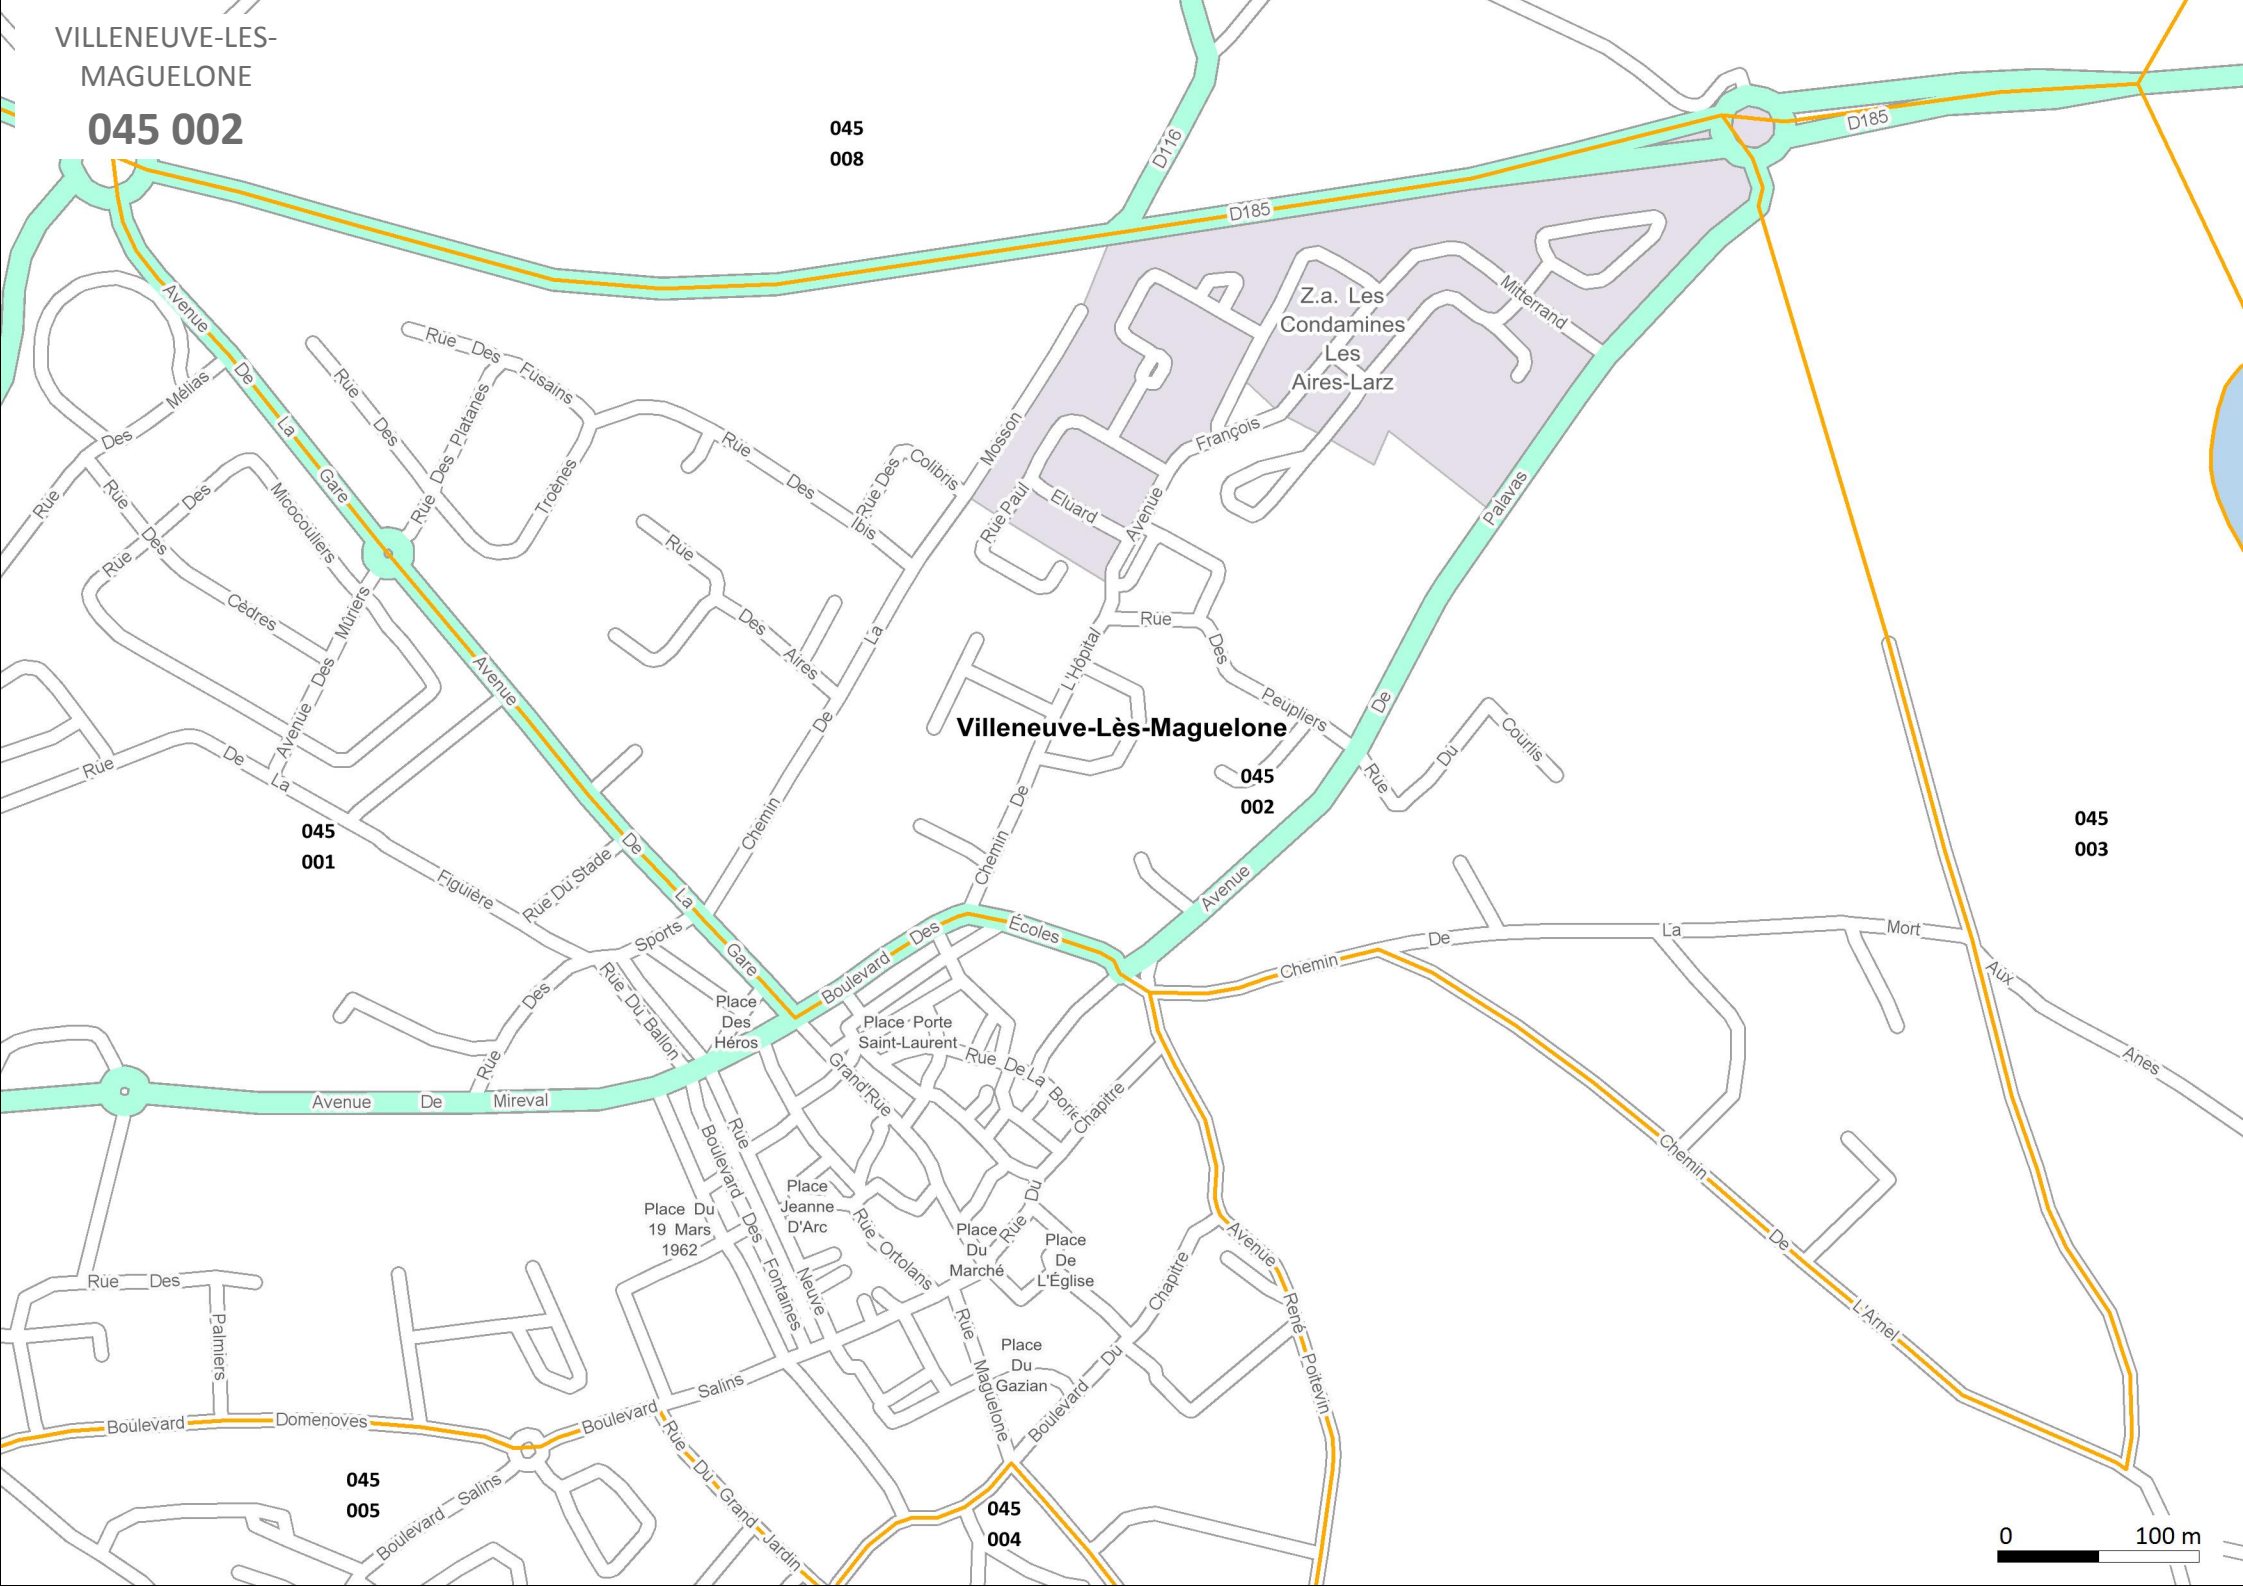 VILLENEUVE-LES-
MAGUELONE
045 002
045
008
D116
D185
D185
Avenue De La Gare
Rue Des Fusains
Rue Des
Rue Des Platanes
Troènes
Rue Des Mélias
Rue Des Micocouliers
Rue Des Cèdres
Avenue Des Mûriers
Rue Des Ibis
Rue Des Colibris
Chemin De La Mosson
Rue Des Aires
Z.a. Les
Condamines
Les
Aires-Larz
Avenue François Mitterrand
Rue Paul Eluard
Chemin De L'Hôpital
Rue Des Peupliers
Avenue De Palavas
Rue Du Courlis
Villeneuve-Lès-Maguelone
045
002
045
001
045
003
Avenue De La Gare
Rue De La Figuière
Rue Du Stade
Sports
Rue Des
Rue Du Ballon
Place
Des
Héros
Boulevard Des Écoles
Place Porte
Saint-Laurent
Rue De La Borie
Grand'Rue
Chapitre
Chemin De La Mort Aux Anes
Chemin De L'Arnel
Avenue De Mireval
Rue
Neuve
Boulevard Des Fontaines
Place
Jeanne
D'Arc
Place Du
19 Mars
1962
Rue Ortolans
Place
Du
Marché
Rue Du
Place
De
L'Église
Boulevard Du Chapitre
Avenue René Poitevin
Place
Du
Gazian
Rue Maguelone
Rue Des Palmiers
Boulevard Domenoves
Boulevard Salins
Boulevard Salins
Rue Du Grand Jardin
045
005
045
004
0 100 m